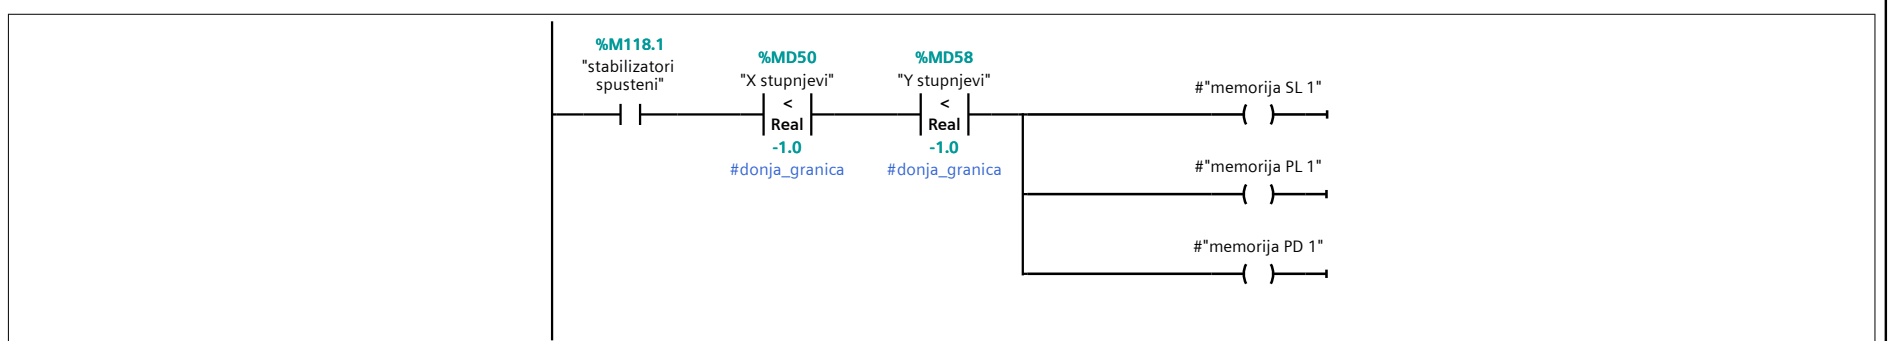 %M118.1
"stabilizatori
spusteni"
%MD50
"X stupnjevi"
<
Real
-1.0
#donja_granica
%MD58
"Y stupnjevi"
<
Real
-1.0
#donja_granica
#"memorija SL 1"
#"memorija PL 1"
#"memorija PD 1"